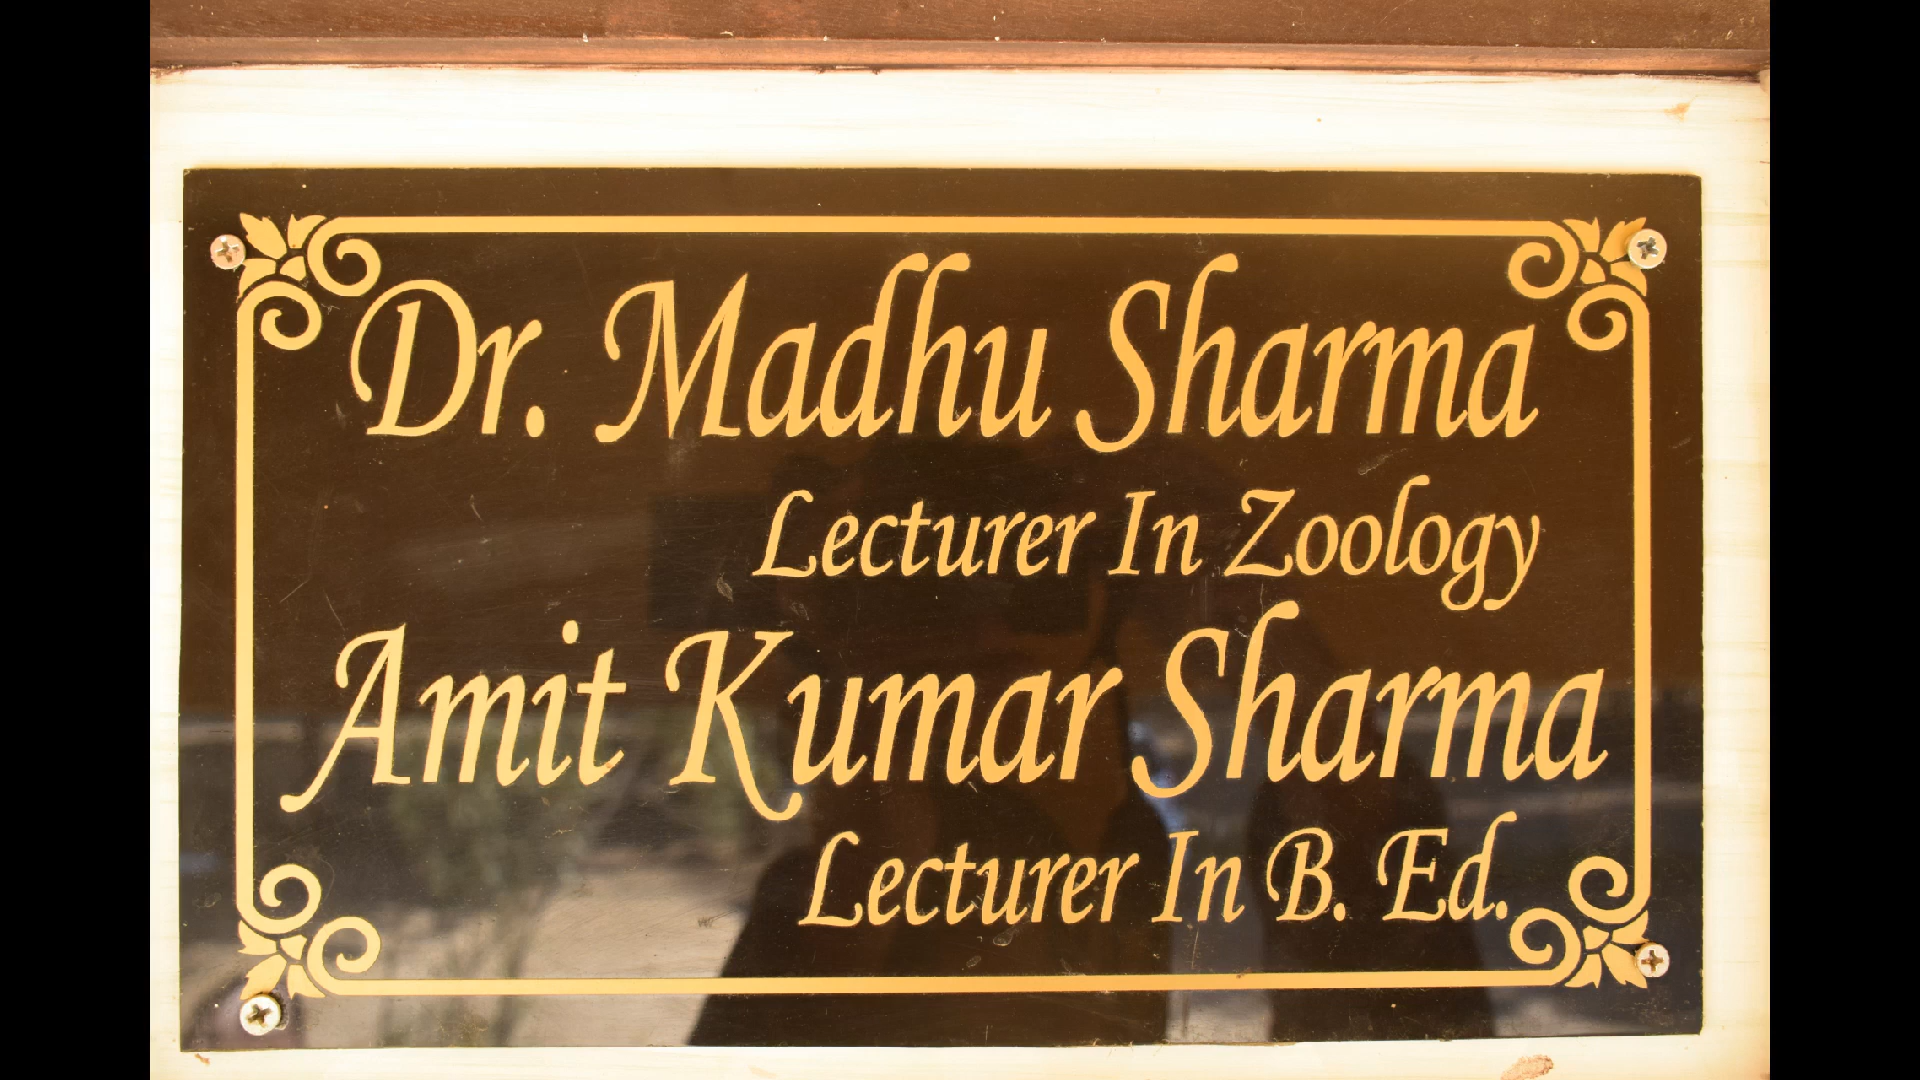 Dr. Madhu Sharma
Lecturer In Zoology
Amit Kumar Sharma
Lecturer In B. Ed.